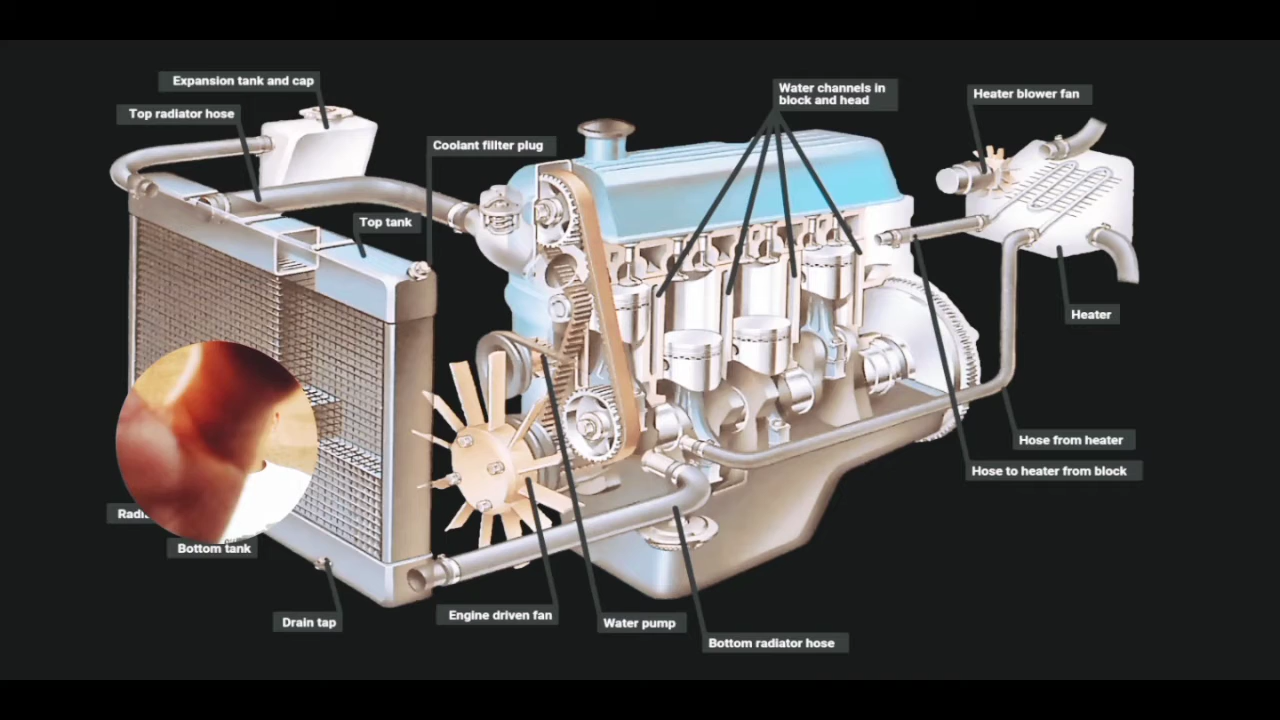 Expansion tank and cap
Top radiator hose
Coolant fillter plug
Top tank
Water channels in
block and head
Heater blower fan
Heater
Hose from heater
Hose to heater from block
Bottom tank
Drain tap
Engine driven fan
Water pump
Bottom radiator hose